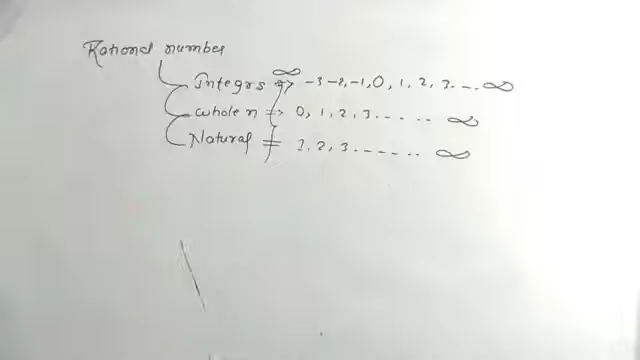 Rational number
Integrs ⇒ ∞ -3 -2, -1, 0, 1, 2, 3 .... ∞
whole n ⇒ 0, 1, 2, 3 ...... ∞
Natural = 1, 2, 3 ....... ∞